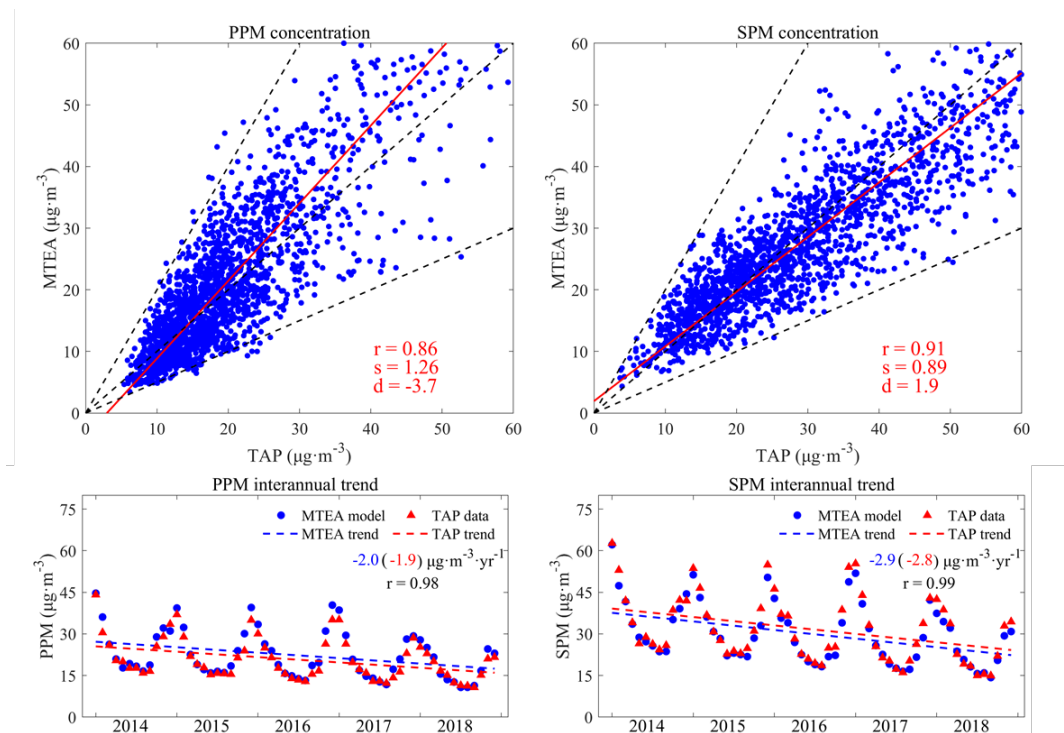 PPM concentration
60
50
40
30
20
10
0
MTEA (μg·m⁻³)
r = 0.86
s = 1.26
d = -3.7
0 10 20 30 40 50 60
TAP (μg·m⁻³)
SPM concentration
60
50
40
30
20
10
0
MTEA (μg·m⁻³)
r = 0.91
s = 0.89
d = 1.9
0 10 20 30 40 50 60
TAP (μg·m⁻³)
PPM interannual trend
75
60
45
30
15
0
PPM (μg·m⁻³)
MTEA model TAP data
MTEA trend TAP trend
-2.0 (-1.9) μg·m⁻³·yr⁻¹
r = 0.98
2014 2015 2016 2017 2018
SPM interannual trend
75
60
45
30
15
0
SPM (μg·m⁻³)
MTEA model TAP data
MTEA trend TAP trend
-2.9 (-2.8) μg·m⁻³·yr⁻¹
r = 0.99
2014 2015 2016 2017 2018